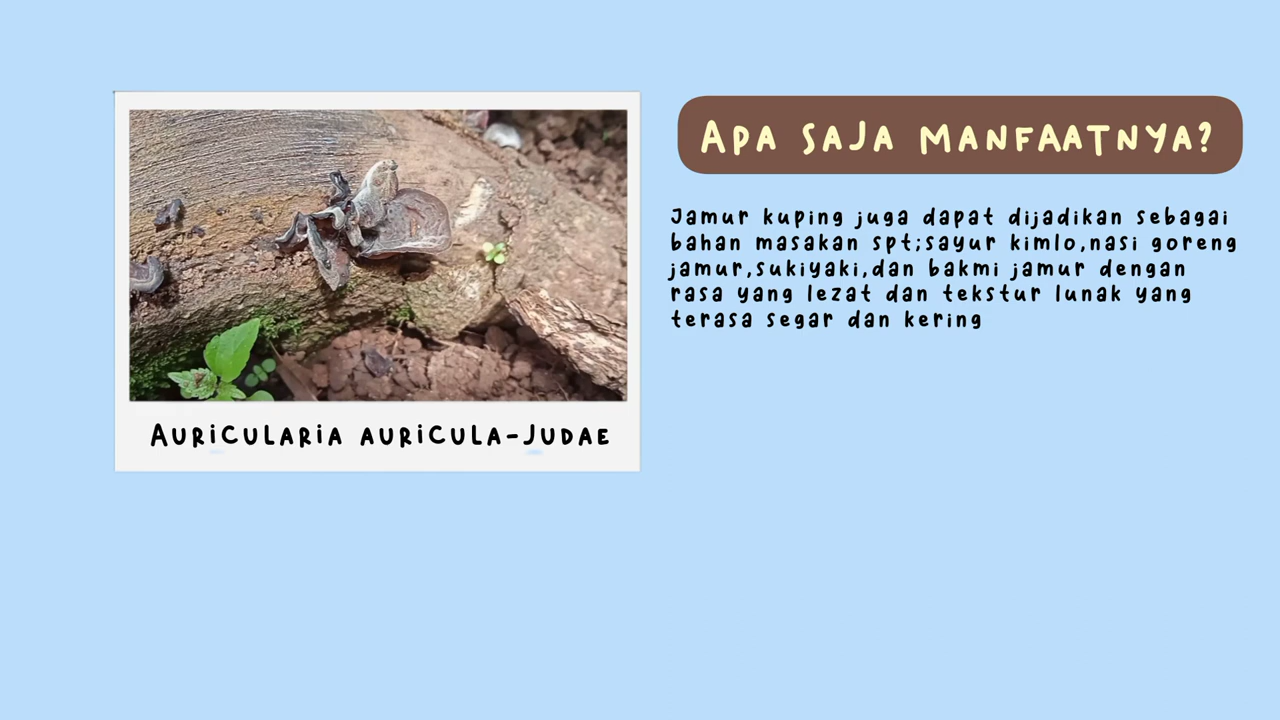 Apa saja manfaatnya?
Jamur kuping juga dapat dijadikan sebagai
bahan masakan spt;sayur kimlo,nasi goreng
jamur,sukiyaki,dan bakmi jamur dengan
rasa yang lezat dan tekstur lunak yang
terasa segar dan kering
Auricularia auricula-Judae